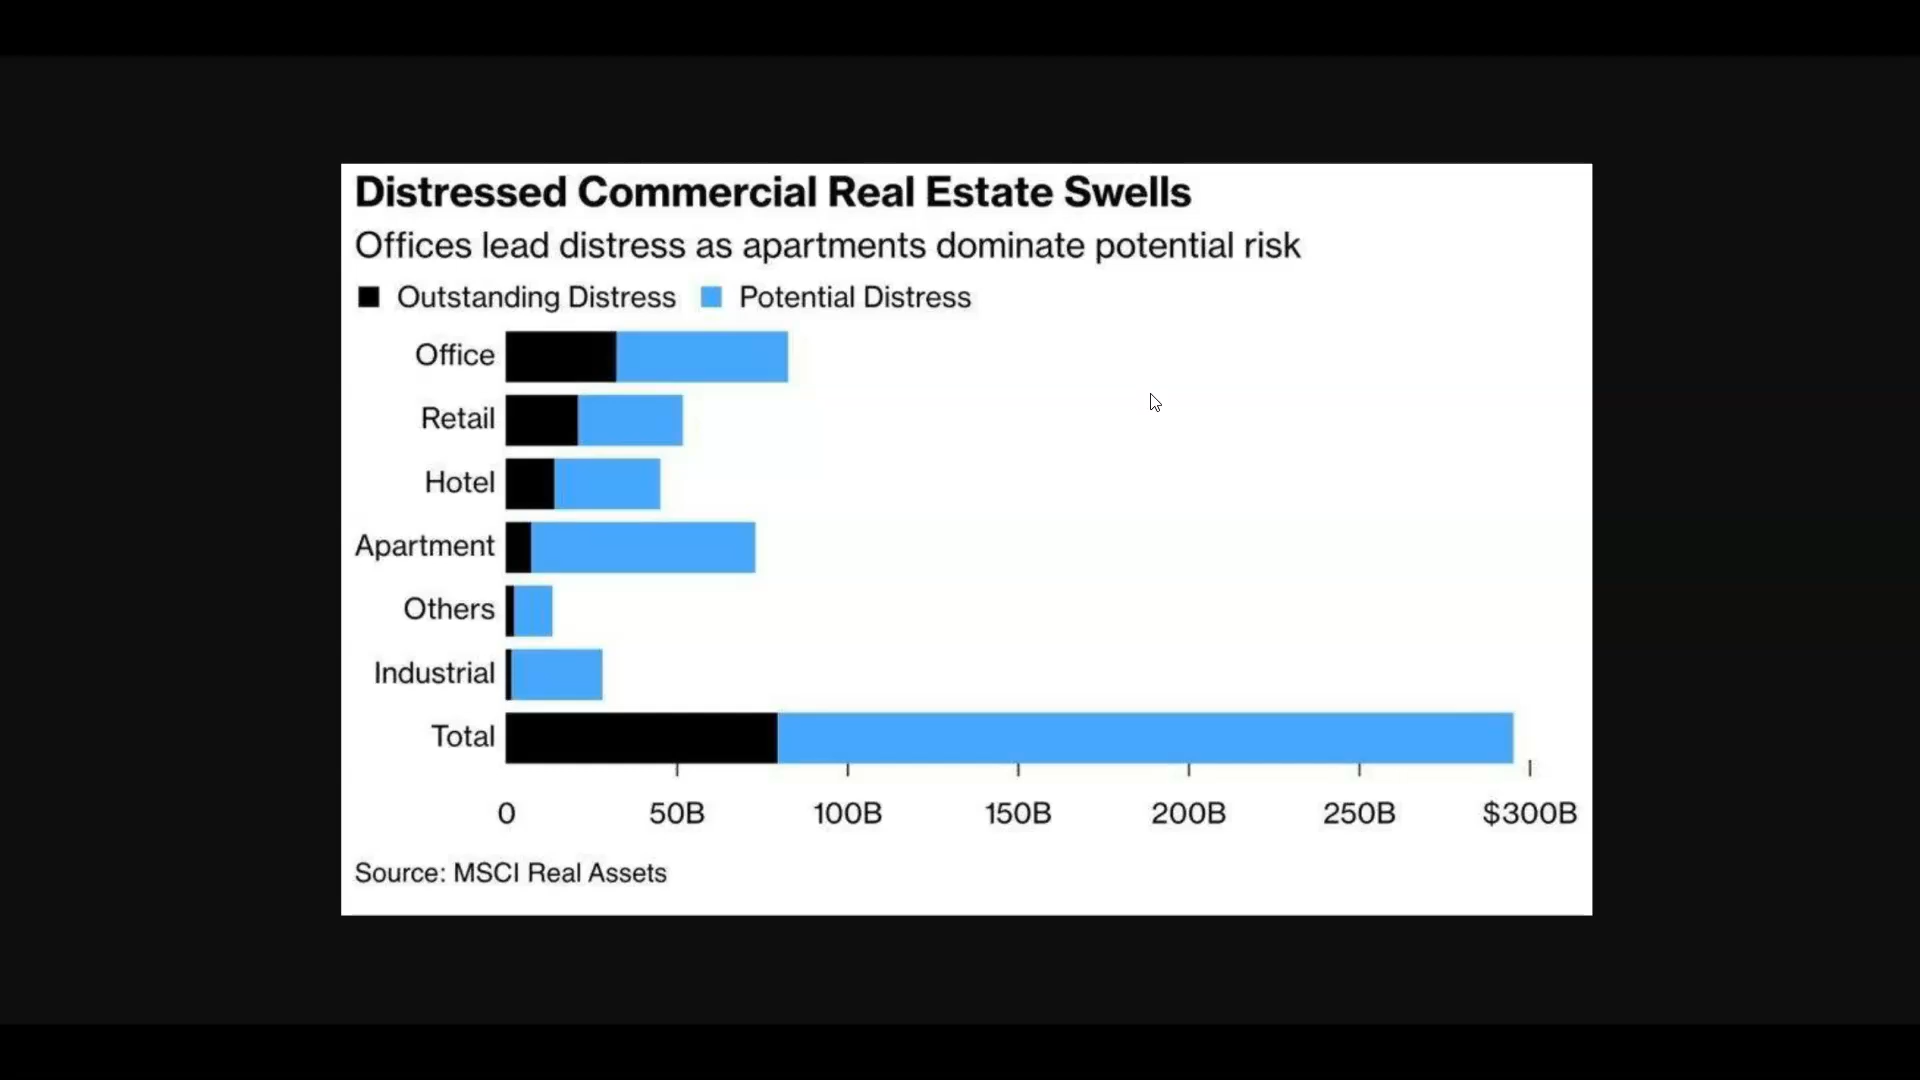 Distressed Commercial Real Estate Swells
Offices lead distress as apartments dominate potential risk
Outstanding Distress Potential Distress
Office
Retail
Hotel
Apartment
Others
Industrial
Total
0 50B 100B 150B 200B 250B $300B
Source: MSCI Real Assets